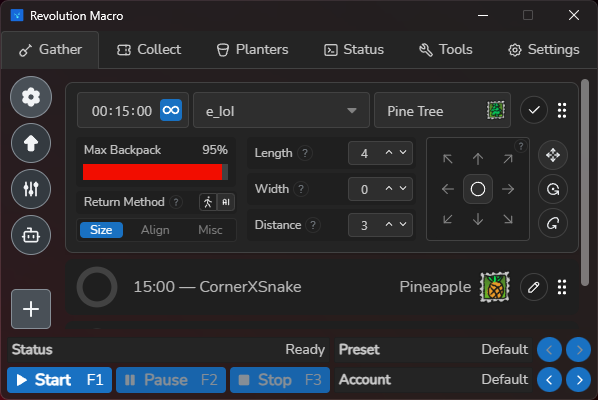 Revolution Macro
Gather Collect Planters Status Tools Settings
00:15:00 e_lol Pine Tree
Max Backpack 95%
Return Method ? AI
Size Align Misc
Length ? 4
Width ? 0
Distance ? 3
?
15:00 — CornerXSnake Pineapple
Status Ready
Preset Default
Start F1 Pause F2 Stop F3
Account Default